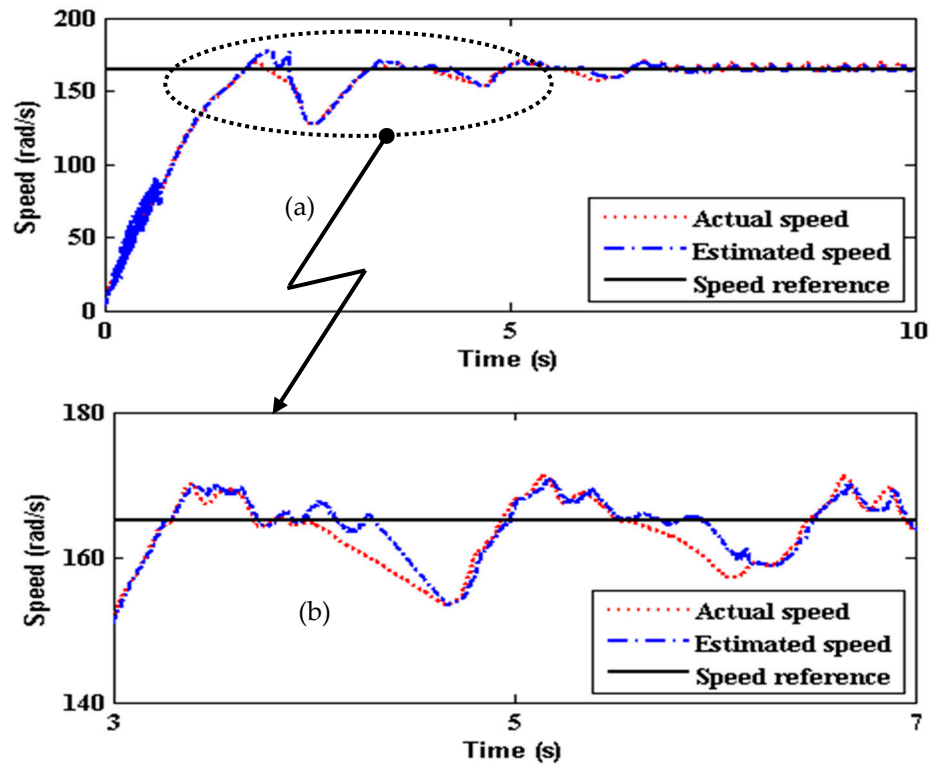 200
150
100
50
0
Speed (rad/s)
(a)
Actual speed
Estimated speed
Speed reference
0
5
10
Time (s)
180
160
140
Speed (rad/s)
(b)
Actual speed
Estimated speed
Speed reference
3
5
7
Time (s)